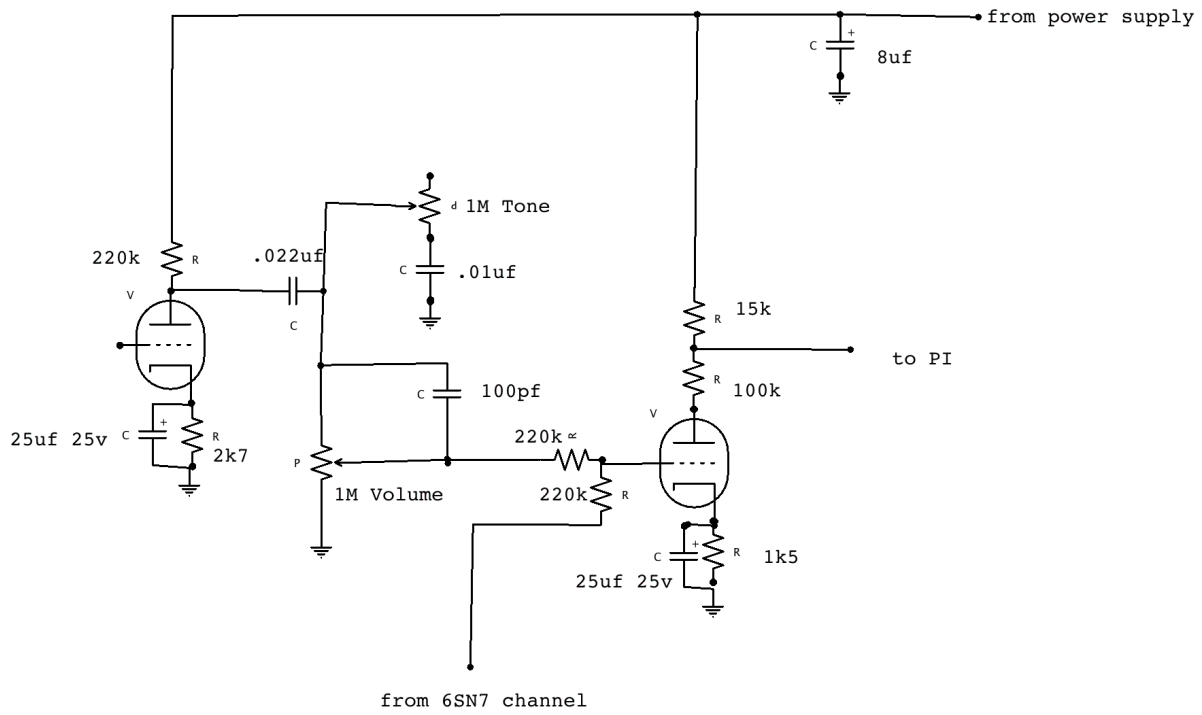 from power supply
C + 8uf
d 1M Tone
220k R
.022uf
C .01uf
V
C
R 15k
to PI
C 100pf
R 100k
V
25uf 25v C + R
2k7
220k R
P
1M Volume
220k R
C + R 1k5
25uf 25v
from 6SN7 channel